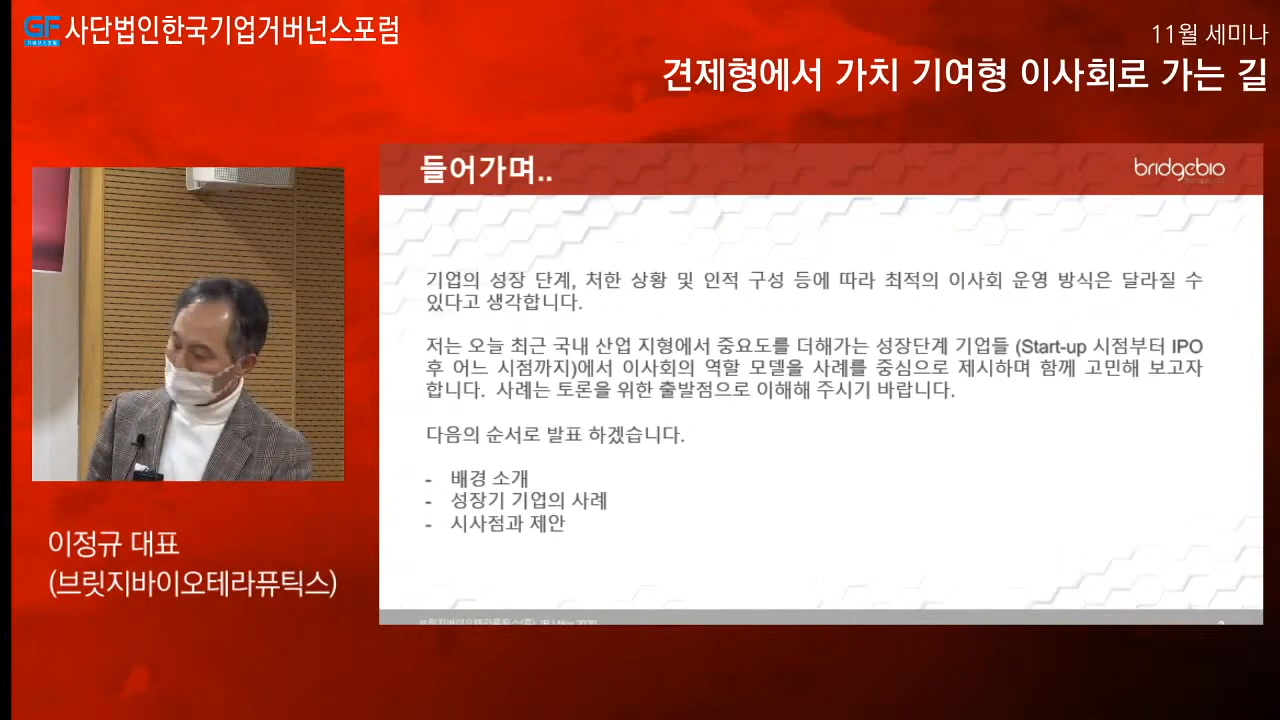 GF 사단법인한국기업거버넌스포럼
거버넌스포럼
11월 세미나
견제형에서 가치 기여형 이사회로 가는 길
들어가며..
bridgebio
기업의 성장 단계, 처한 상황 및 인적 구성 등에 따라 최적의 이사회 운영 방식은 달라질 수
있다고 생각합니다.
저는 오늘 최근 국내 산업 지형에서 중요도를 더해가는 성장단계 기업들 (Start-up 시점부터 IPO
후 어느 시점까지)에서 이사회의 역할 모델을 사례를 중심으로 제시하며 함께 고민해 보고자
합니다. 사례는 토론을 위한 출발점으로 이해해 주시기 바랍니다.
다음의 순서로 발표 하겠습니다.
- 배경 소개
- 성장기 기업의 사례
- 시사점과 제안
이정규 대표
(브릿지바이오테라퓨틱스)